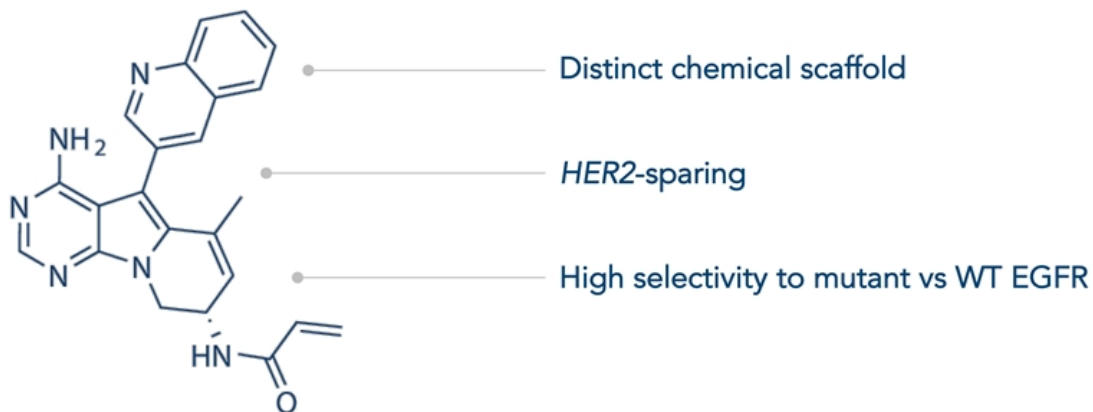 N
Distinct chemical scaffold
NH2
HER2-sparing
N
N
N
High selectivity to mutant vs WT EGFR
HN
O